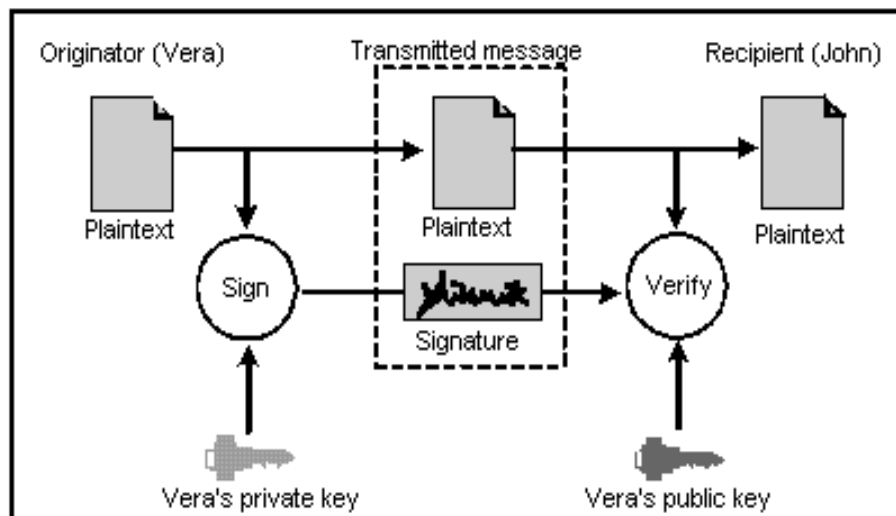 Originator (Vera) Transmitted message Recipient (John)
Plaintext Plaintext Plaintext
Sign Verify
Signature
Vera's private key Vera's public key